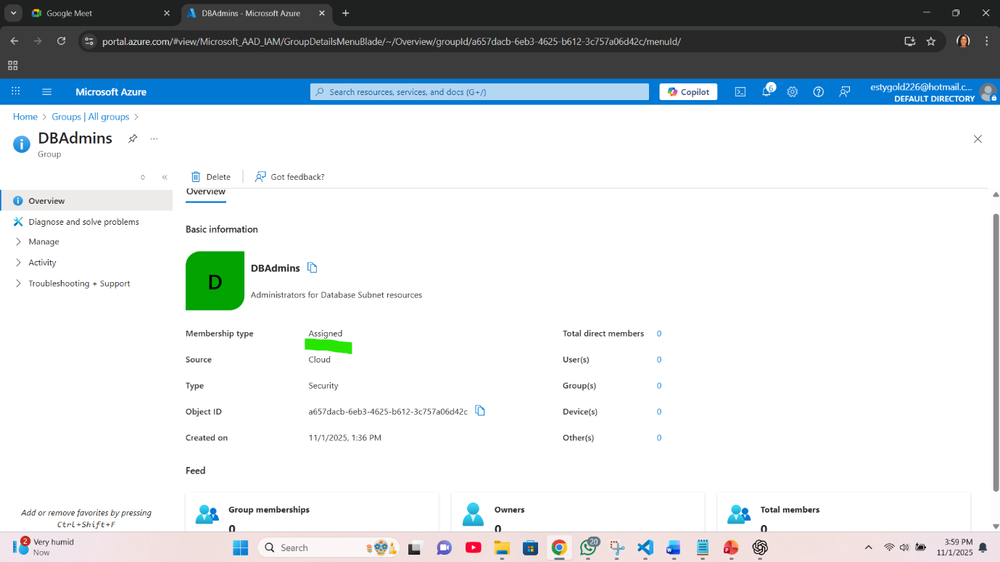 Google Meet
DBAdmins - Microsoft Azure
portal.azure.com/#view/Microsoft_AAD_IAM/GroupDetailsMenuBlade/~/Overview/groupId/a657dacb-6eb3-4625-b612-3c757a06d42c/menuId/
Microsoft Azure
Search resources, services, and docs (G+/)
Copilot
6
estygold226@hotmail.c...
DEFAULT DIRECTORY
Home > Groups | All groups >
DBAdmins
Group
Delete
Got feedback?
Overview
Diagnose and solve problems
Manage
Activity
Troubleshooting + Support
Add or remove favorites by pressing
Ctrl+Shift+F
Overview
Basic information
D
DBAdmins
Administrators for Database Subnet resources
Membership type Assigned Total direct members 0
Source Cloud User(s) 0
Type Security Group(s) 0
Object ID a657dacb-6eb3-4625-b612-3c757a06d42c Device(s) 0
Created on 11/1/2025, 1:36 PM Other(s) 0
Feed
Group memberships
0
Owners
0
Total members
0
2
Very humid
Now
Search
20
3:59 PM
11/1/2025